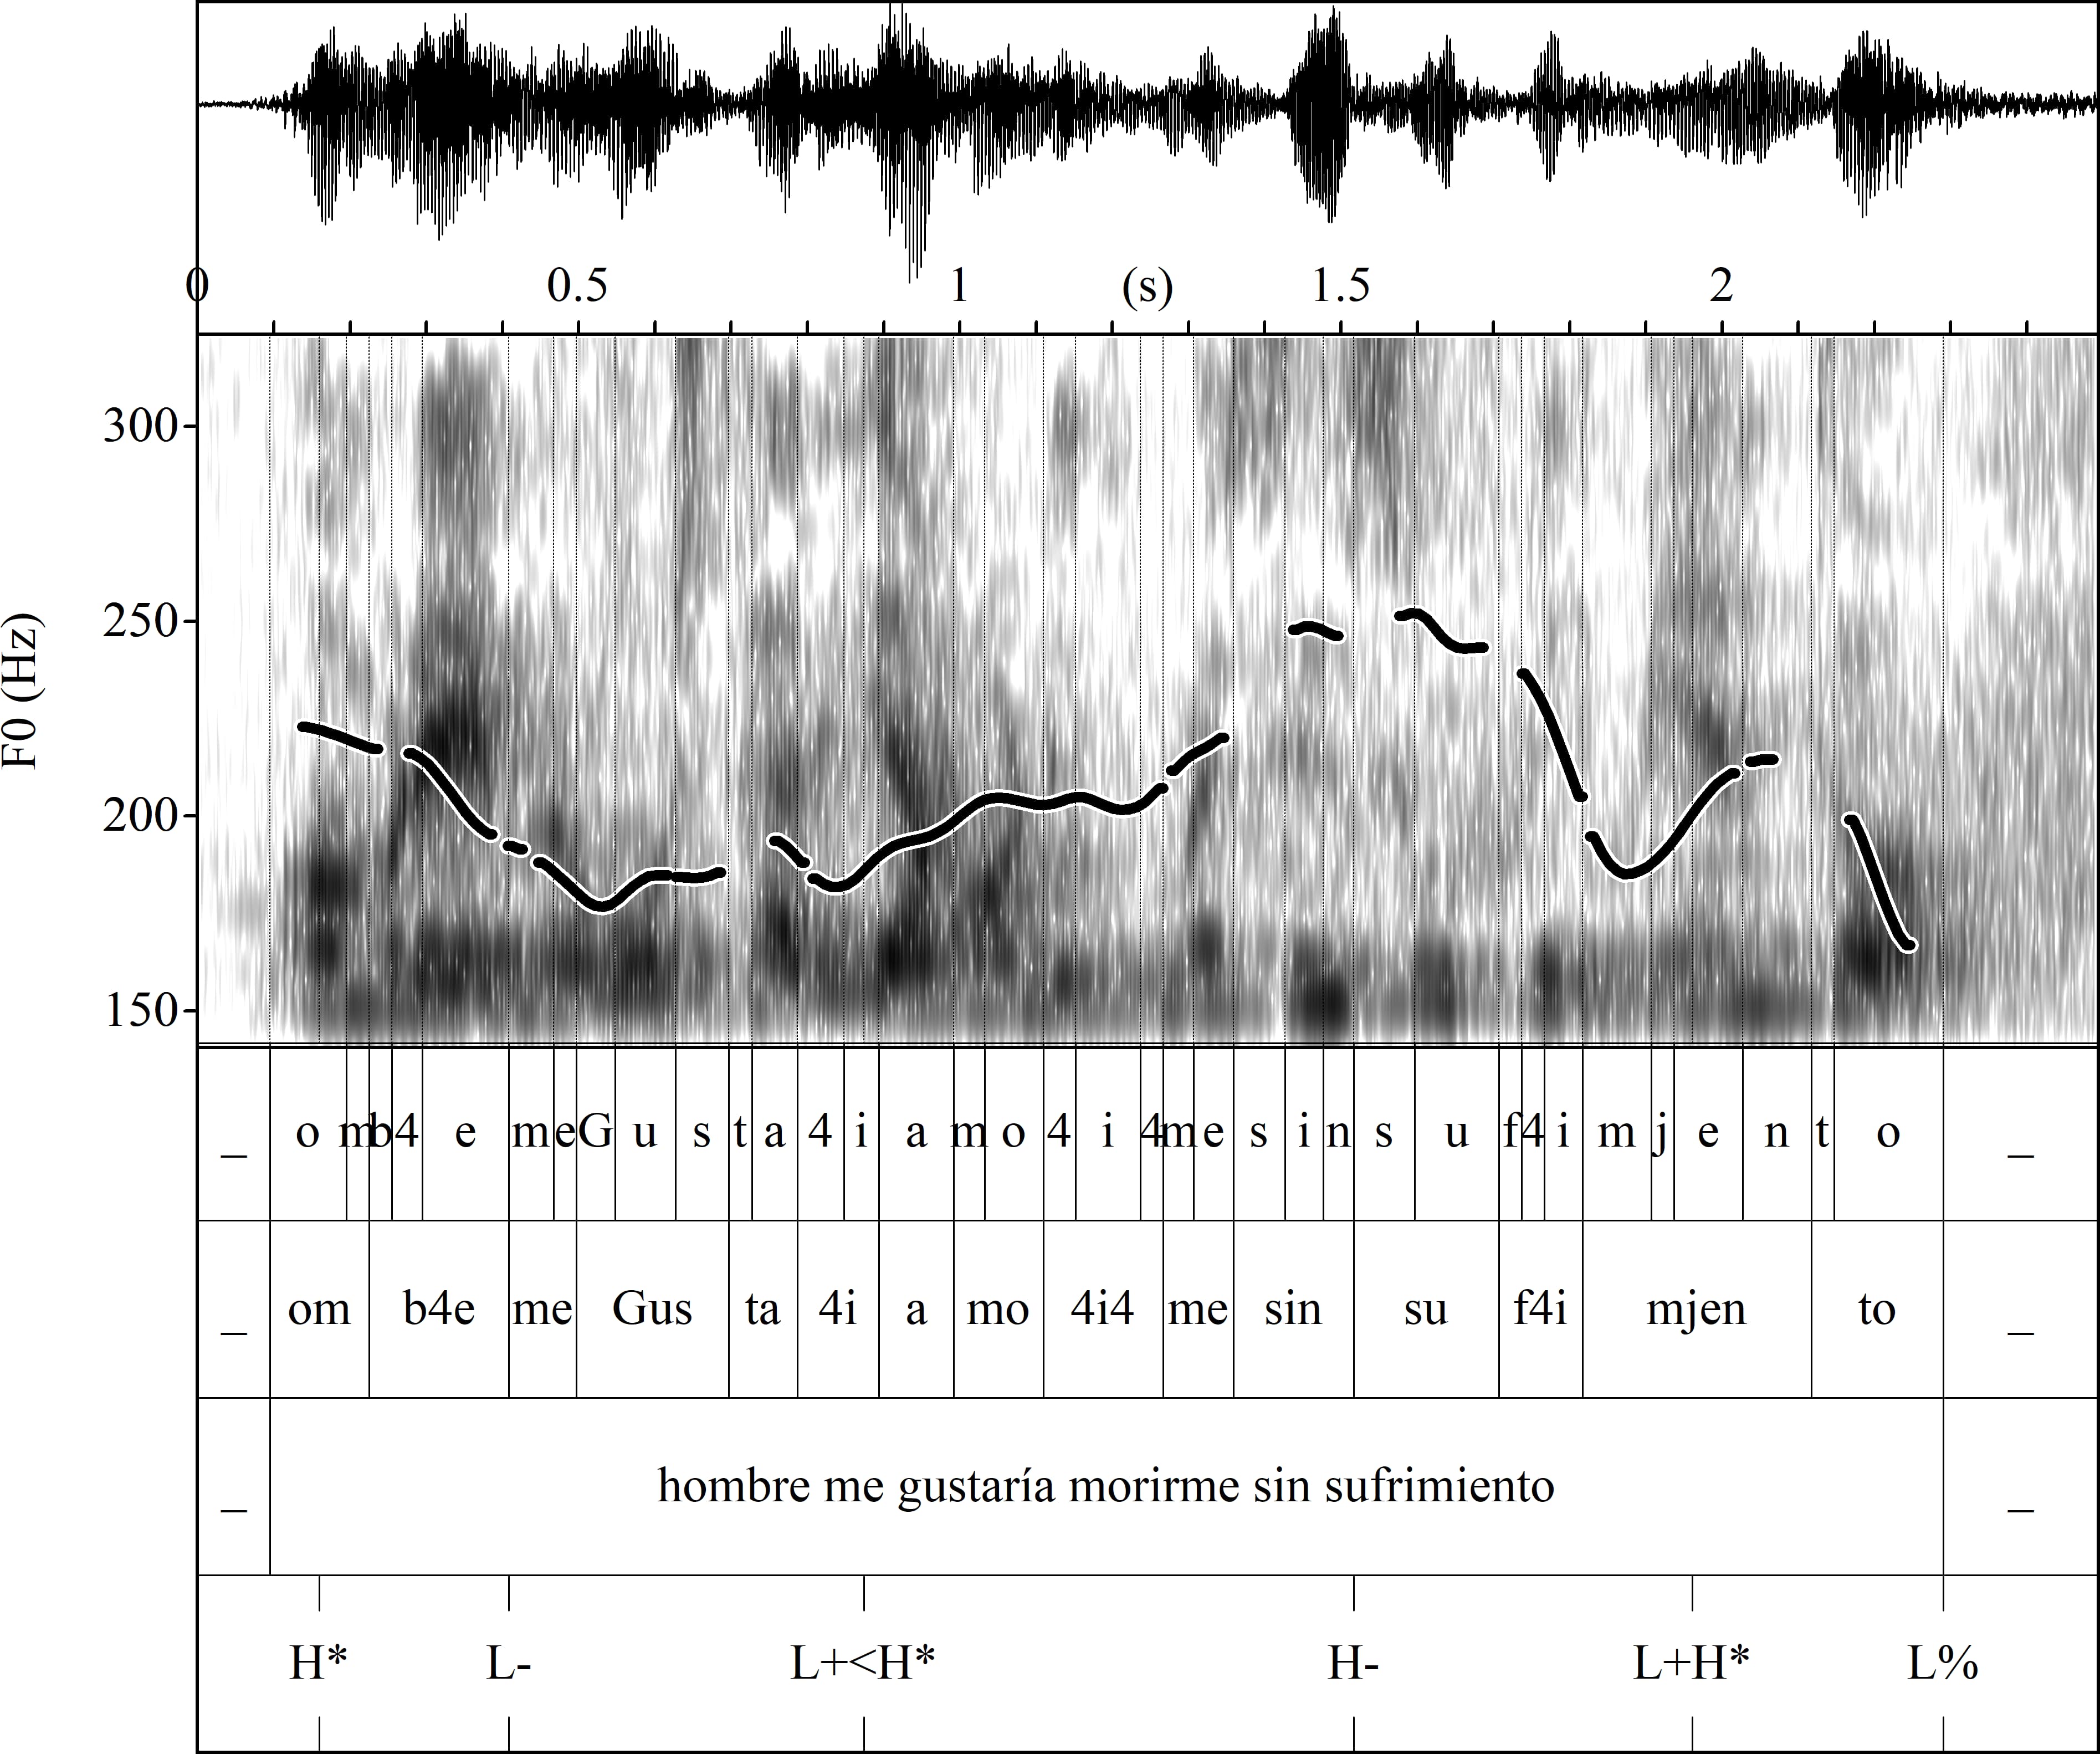 0 0.5 1 (s) 1.5 2
F0 (Hz)
300
250
200
150
_ o m b 4 e m e G u s t a 4 i a m o 4 i 4 m e s i n s u f 4 i m j e n t o _
_ om b4e me Gus ta 4i a mo 4i4 me sin su f4i mjen to _
_ hombre me gustaría morirme sin sufrimiento _
H* L- L+<H* H- L+H* L%